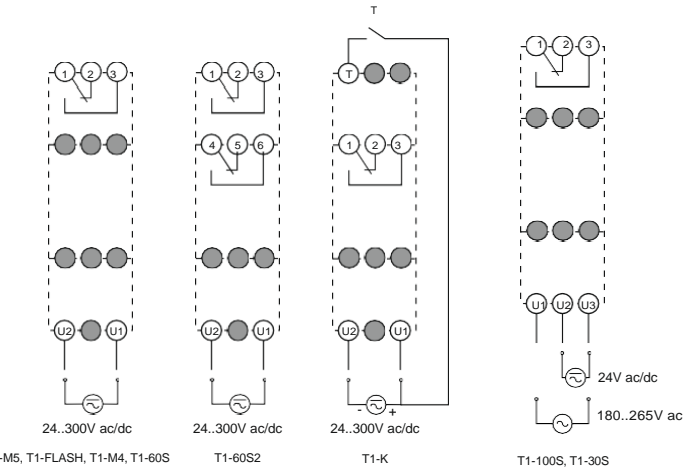 T
1 2 3
1 2 3
T
1 2 3
4 5 6
1 2 3
U2 U1
U2 U1
U2 U1
U1 U2 U3
- +
24V ac/dc
180..265V ac
24..300V ac/dc
24..300V ac/dc
24..300V ac/dc
-M5, T1-FLASH, T1-M4, T1-60S
T1-60S2
T1-K
T1-100S, T1-30S